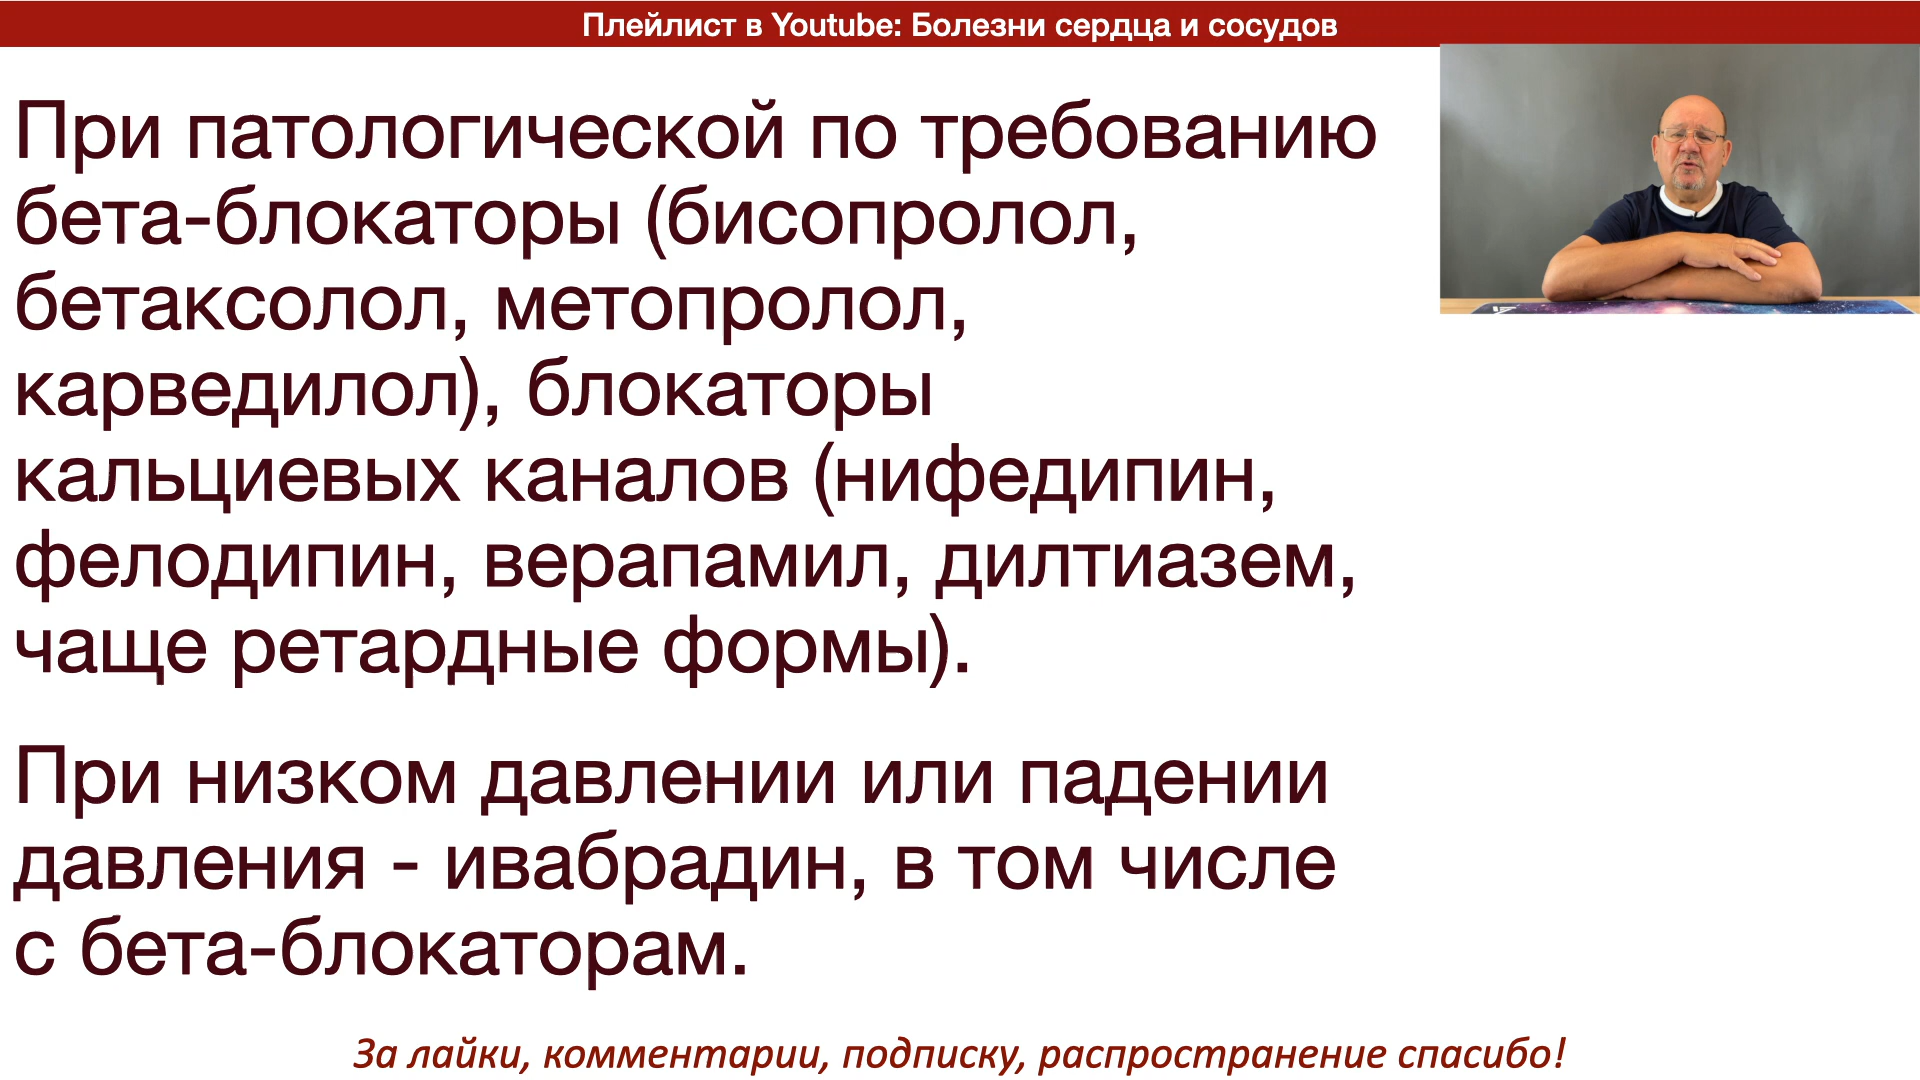 Плейлист в Youtube: Болезни сердца и сосудов
При патологической по требованию
бета-блокаторы (бисопролол,
бетаксолол, метопролол,
карведилол), блокаторы
кальциевых каналов (нифедипин,
фелодипин, верапамил, дилтиазем,
чаще ретардные формы).
При низком давлении или падении
давления - ивабрадин, в том числе
с бета-блокаторам.
За лайки, комментарии, подписку, распространение спасибо!